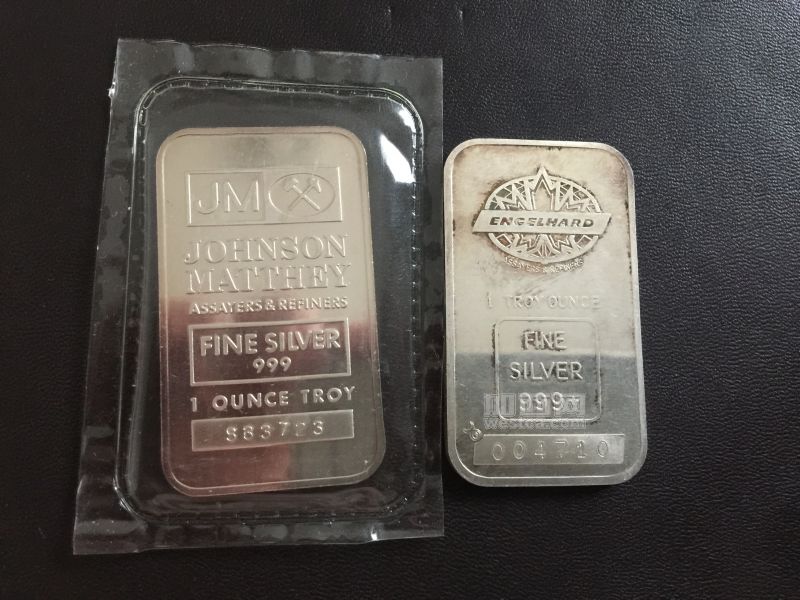 JM
JOHNSON
MATTHEY
ASSAYERS & REFINERS
FINE SILVER
999
1 OUNCE TROY
ENGELHARD
ASSAYERS & REFINERS
1 TROY OUNCE
FINE
SILVER
999+
004710